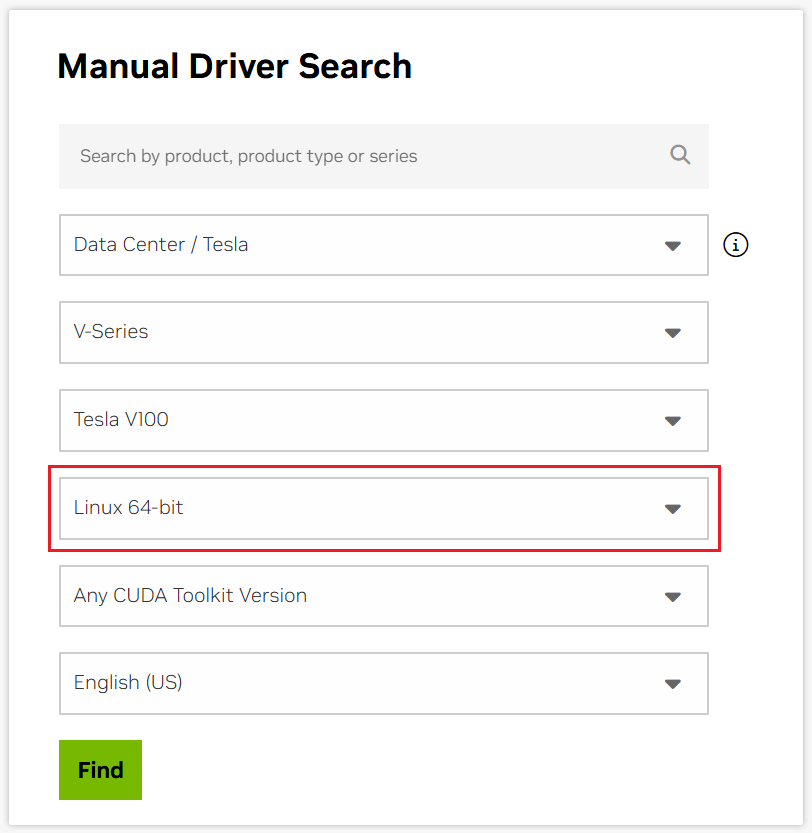 Manual Driver Search
Search by product, product type or series
Data Center / Tesla
V-Series
Tesla V100
Linux 64-bit
Any CUDA Toolkit Version
English (US)
Find